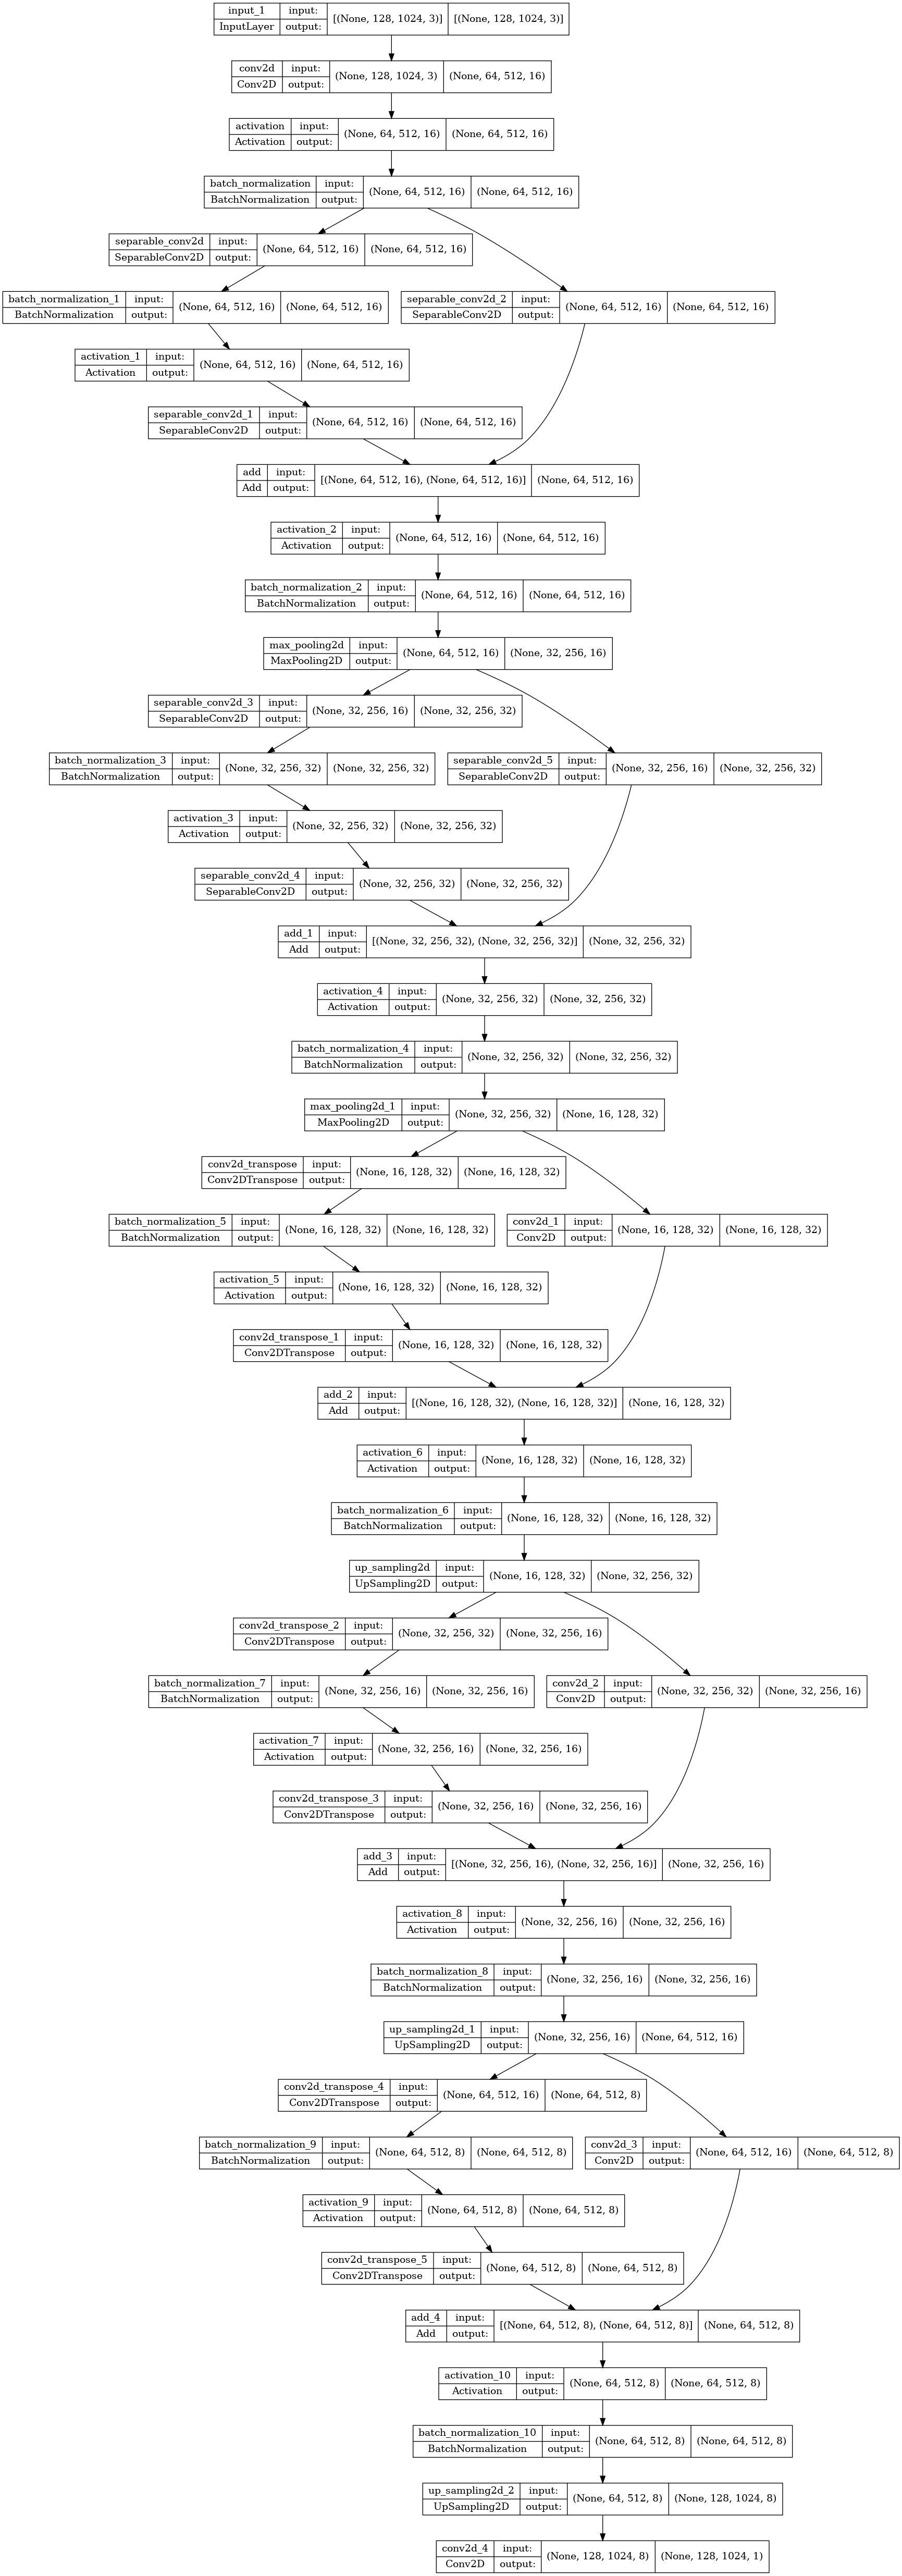 input_1 input: [(None, 128, 1024, 3)] [(None, 128, 1024, 3)]
InputLayer output:
conv2d input: (None, 128, 1024, 3) (None, 64, 512, 16)
Conv2D output:
activation input: (None, 64, 512, 16) (None, 64, 512, 16)
Activation output:
batch_normalization input: (None, 64, 512, 16) (None, 64, 512, 16)
BatchNormalization output:
separable_conv2d input: (None, 64, 512, 16) (None, 64, 512, 16)
SeparableConv2D output:
batch_normalization_1 input: (None, 64, 512, 16) (None, 64, 512, 16)
BatchNormalization output:
separable_conv2d_2 input: (None, 64, 512, 16) (None, 64, 512, 16)
SeparableConv2D output:
activation_1 input: (None, 64, 512, 16) (None, 64, 512, 16)
Activation output:
separable_conv2d_1 input: (None, 64, 512, 16) (None, 64, 512, 16)
SeparableConv2D output:
add input: [(None, 64, 512, 16), (None, 64, 512, 16)] (None, 64, 512, 16)
Add output:
activation_2 input: (None, 64, 512, 16) (None, 64, 512, 16)
Activation output:
batch_normalization_2 input: (None, 64, 512, 16) (None, 64, 512, 16)
BatchNormalization output:
max_pooling2d input: (None, 64, 512, 16) (None, 32, 256, 16)
MaxPooling2D output:
separable_conv2d_3 input: (None, 32, 256, 16) (None, 32, 256, 32)
SeparableConv2D output:
batch_normalization_3 input: (None, 32, 256, 32) (None, 32, 256, 32)
BatchNormalization output:
separable_conv2d_5 input: (None, 32, 256, 16) (None, 32, 256, 32)
SeparableConv2D output:
activation_3 input: (None, 32, 256, 32) (None, 32, 256, 32)
Activation output:
separable_conv2d_4 input: (None, 32, 256, 32) (None, 32, 256, 32)
SeparableConv2D output:
add_1 input: [(None, 32, 256, 32), (None, 32, 256, 32)] (None, 32, 256, 32)
Add output:
activation_4 input: (None, 32, 256, 32) (None, 32, 256, 32)
Activation output:
batch_normalization_4 input: (None, 32, 256, 32) (None, 32, 256, 32)
BatchNormalization output:
max_pooling2d_1 input: (None, 32, 256, 32) (None, 16, 128, 32)
MaxPooling2D output:
conv2d_transpose input: (None, 16, 128, 32) (None, 16, 128, 32)
Conv2DTranspose output:
batch_normalization_5 input: (None, 16, 128, 32) (None, 16, 128, 32)
BatchNormalization output:
conv2d_1 input: (None, 16, 128, 32) (None, 16, 128, 32)
Conv2D output:
activation_5 input: (None, 16, 128, 32) (None, 16, 128, 32)
Activation output:
conv2d_transpose_1 input: (None, 16, 128, 32) (None, 16, 128, 32)
Conv2DTranspose output:
add_2 input: [(None, 16, 128, 32), (None, 16, 128, 32)] (None, 16, 128, 32)
Add output:
activation_6 input: (None, 16, 128, 32) (None, 16, 128, 32)
Activation output:
batch_normalization_6 input: (None, 16, 128, 32) (None, 16, 128, 32)
BatchNormalization output:
up_sampling2d input: (None, 16, 128, 32) (None, 32, 256, 32)
UpSampling2D output:
conv2d_transpose_2 input: (None, 32, 256, 32) (None, 32, 256, 16)
Conv2DTranspose output:
batch_normalization_7 input: (None, 32, 256, 16) (None, 32, 256, 16)
BatchNormalization output:
conv2d_2 input: (None, 32, 256, 32) (None, 32, 256, 16)
Conv2D output:
activation_7 input: (None, 32, 256, 16) (None, 32, 256, 16)
Activation output:
conv2d_transpose_3 input: (None, 32, 256, 16) (None, 32, 256, 16)
Conv2DTranspose output:
add_3 input: [(None, 32, 256, 16), (None, 32, 256, 16)] (None, 32, 256, 16)
Add output:
activation_8 input: (None, 32, 256, 16) (None, 32, 256, 16)
Activation output:
batch_normalization_8 input: (None, 32, 256, 16) (None, 32, 256, 16)
BatchNormalization output:
up_sampling2d_1 input: (None, 32, 256, 16) (None, 64, 512, 16)
UpSampling2D output:
conv2d_transpose_4 input: (None, 64, 512, 16) (None, 64, 512, 8)
Conv2DTranspose output:
batch_normalization_9 input: (None, 64, 512, 8) (None, 64, 512, 8)
BatchNormalization output:
conv2d_3 input: (None, 64, 512, 16) (None, 64, 512, 8)
Conv2D output:
activation_9 input: (None, 64, 512, 8) (None, 64, 512, 8)
Activation output:
conv2d_transpose_5 input: (None, 64, 512, 8) (None, 64, 512, 8)
Conv2DTranspose output:
add_4 input: [(None, 64, 512, 8), (None, 64, 512, 8)] (None, 64, 512, 8)
Add output:
activation_10 input: (None, 64, 512, 8) (None, 64, 512, 8)
Activation output:
batch_normalization_10 input: (None, 64, 512, 8) (None, 64, 512, 8)
BatchNormalization output:
up_sampling2d_2 input: (None, 64, 512, 8) (None, 128, 1024, 8)
UpSampling2D output:
conv2d_4 input: (None, 128, 1024, 8) (None, 128, 1024, 1)
Conv2D output: